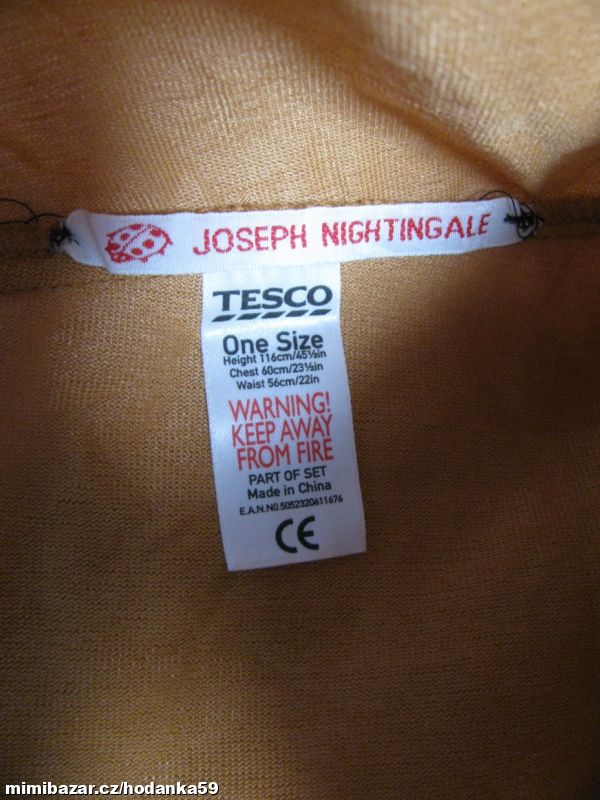 JOSEPH NIGHTINGALE
TESCO
One Size
Height 116cm/45½in
Chest 60cm/23½in
Waist 56cm/22in
WARNING!
KEEP AWAY
FROM FIRE
PART OF SET
Made in China
E.A.N.NO.5052320611676
CE
mimibazar.cz/hodanka59